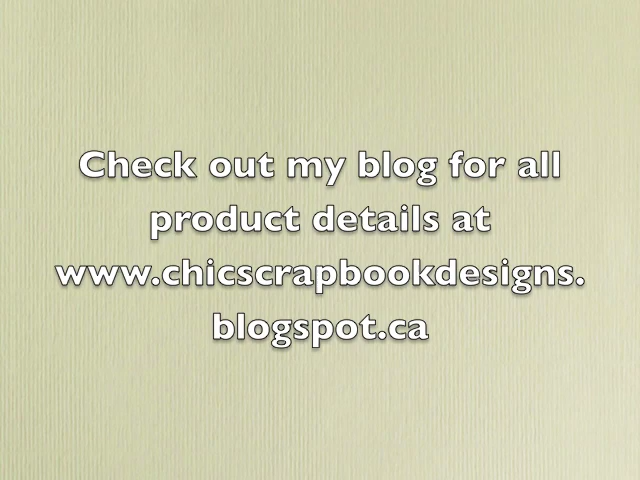 Check out my blog for all
product details at
www.chicscrapbookdesigns.
blogspot.ca